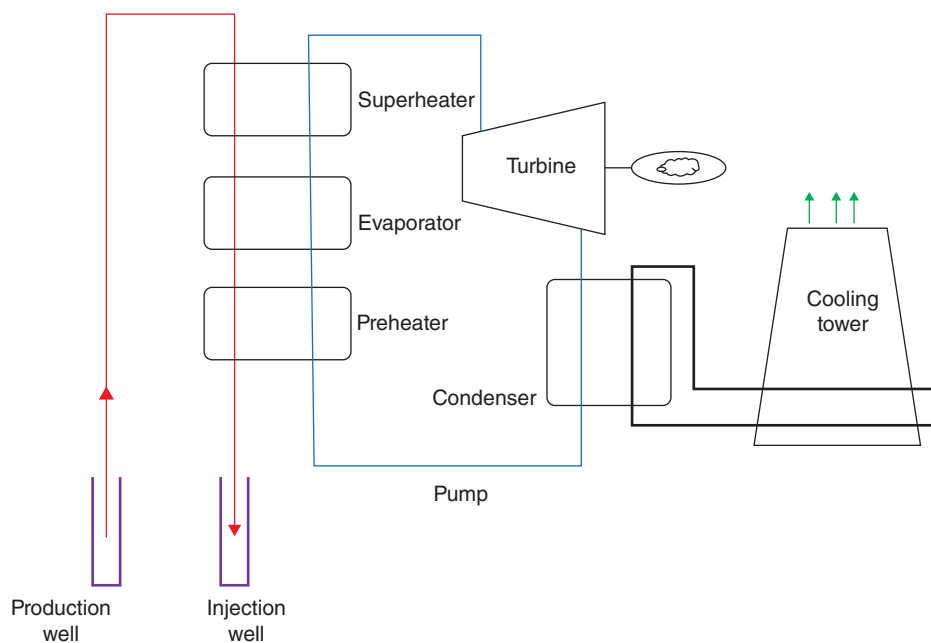 Superheater
Turbine
Evaporator
Cooling
tower
Preheater
Condenser
Pump
Production
well
Injection
well